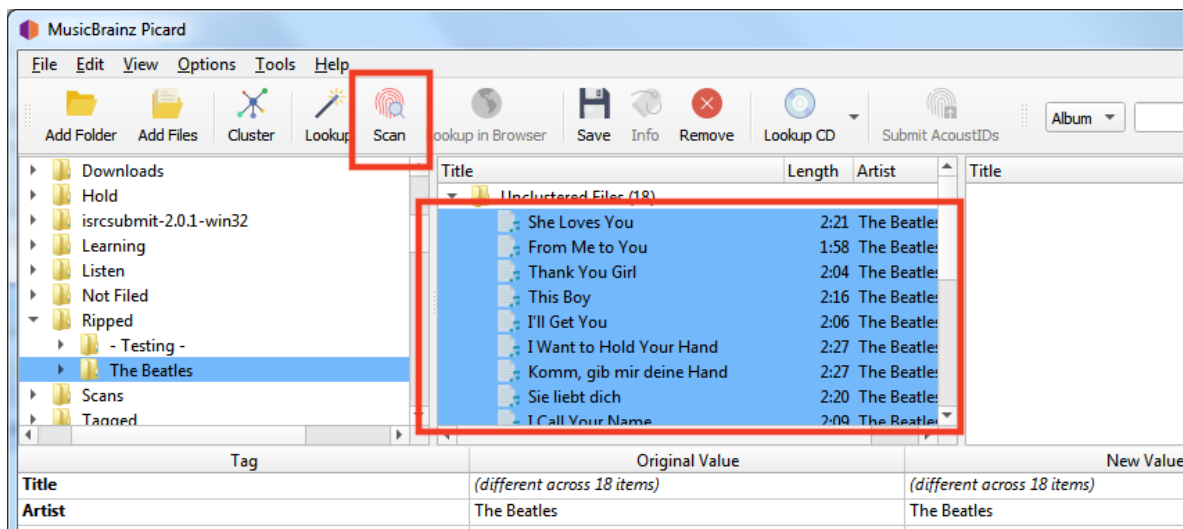 MusicBrainz Picard
File Edit View Options Tools Help
Add Folder Add Files Cluster Lookup Scan ookup in Browser Save Info Remove Lookup CD Submit AcoustIDs Album
Downloads
Hold
isrcsubmit-2.0.1-win32
Learning
Listen
Not Filed
Ripped
- Testing -
The Beatles
Scans
Tagged
Title Length Artist Title
Unclustered Files (18)
She Loves You 2:21 The Beatles
From Me to You 1:58 The Beatles
Thank You Girl 2:04 The Beatles
This Boy 2:16 The Beatles
I'll Get You 2:06 The Beatles
I Want to Hold Your Hand 2:27 The Beatles
Komm, gib mir deine Hand 2:27 The Beatles
Sie liebt dich 2:20 The Beatles
I Call Your Name 2:09 The Beatles
Tag Original Value New Value
Title (different across 18 items) (different across 18 items)
Artist The Beatles The Beatles